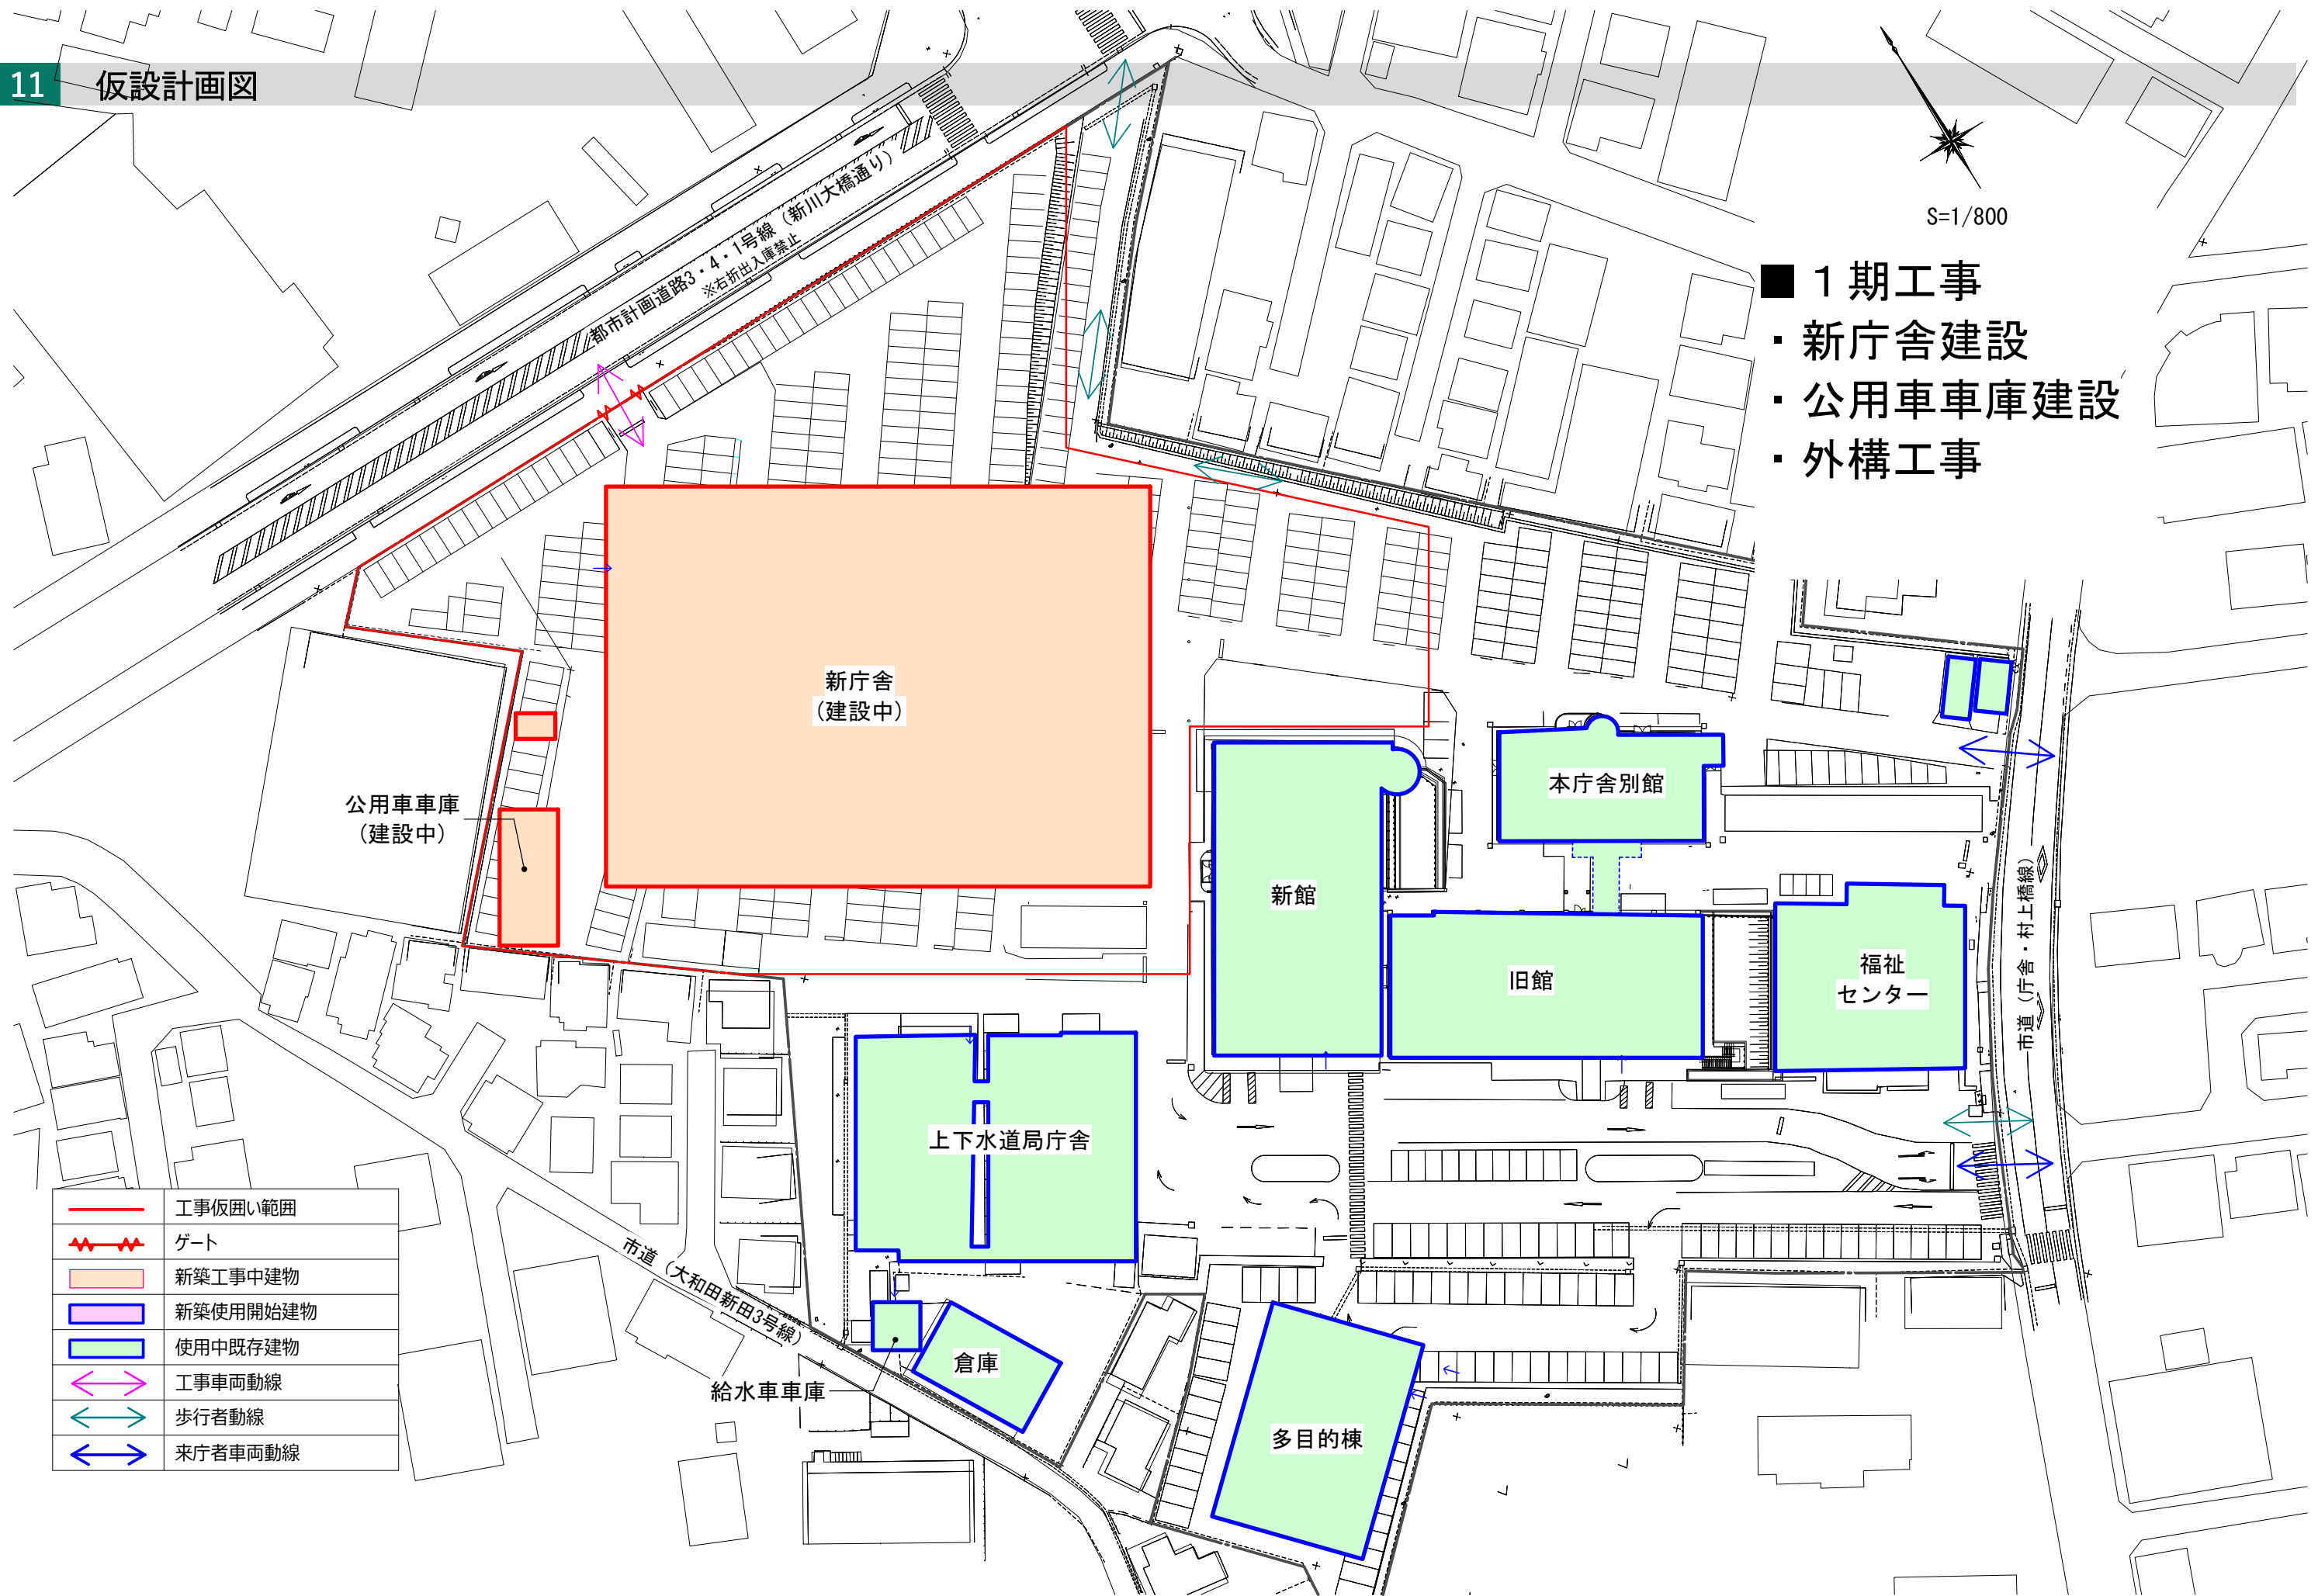 11 仮設計画図
S=1/800
■１期工事
・新庁舎建設
・公用車車庫建設
・外構工事
都市計画道路3・4・1号線（新川大橋通り）
※右折出入庫禁止
新庁舎
（建設中）
公用車車庫
（建設中）
本庁舎別館
新館
旧館
福祉
センター
市道（庁舎・村上橋線）
上下水道局庁舎
市道（大和田新田3号線）
給水車車庫
倉庫
多目的棟
工事仮囲い範囲
ゲート
新築工事中建物
新築使用開始建物
使用中既存建物
工事車両動線
歩行者動線
来庁者車両動線